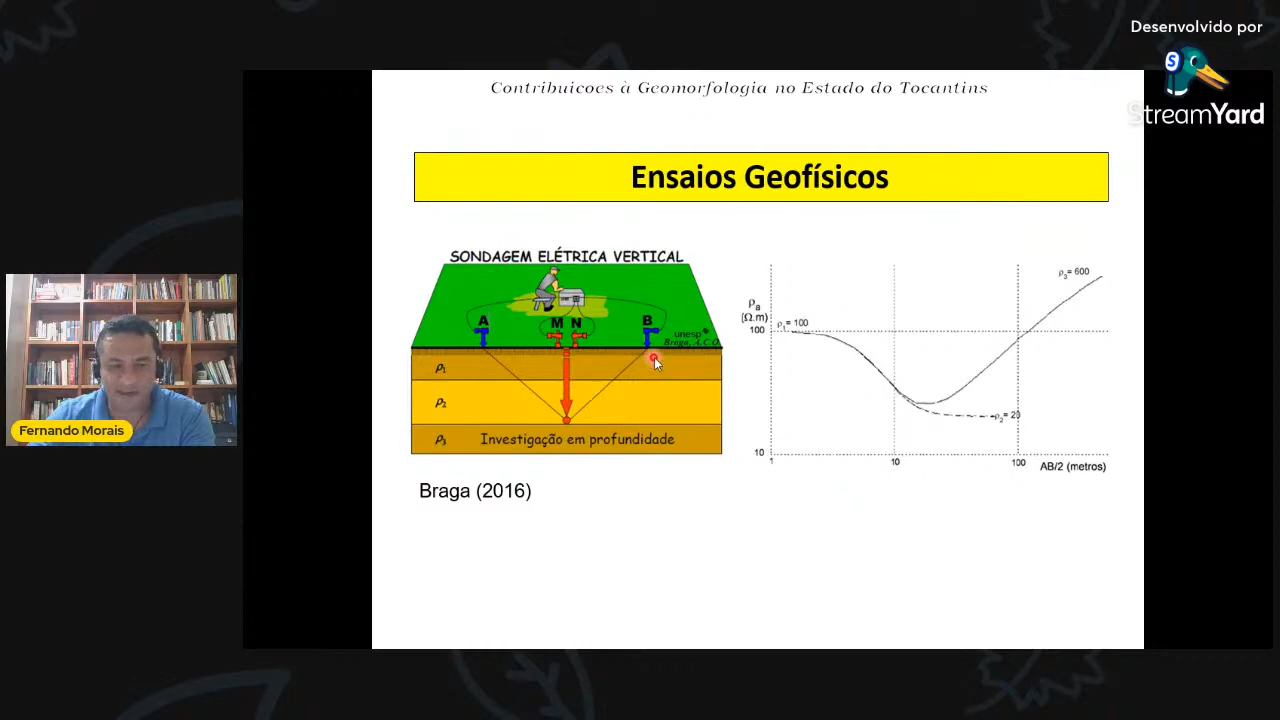 Desenvolvido por
S
StreamYard
Contribuicoes à Geomorfologia no Estado do Tocantins
Ensaios Geofísicos
SONDAGEM ELÉTRICA VERTICAL
A
M N
B
unesp
Braga, A.C.O.
ρ1
ρ2
ρ3 Investigação em profundidade
Braga (2016)
ρa
(Ω.m)
ρ1= 100
ρ3= 600
100
ρ2= 20
10
1
10
100
AB/2 (metros)
Fernando Morais